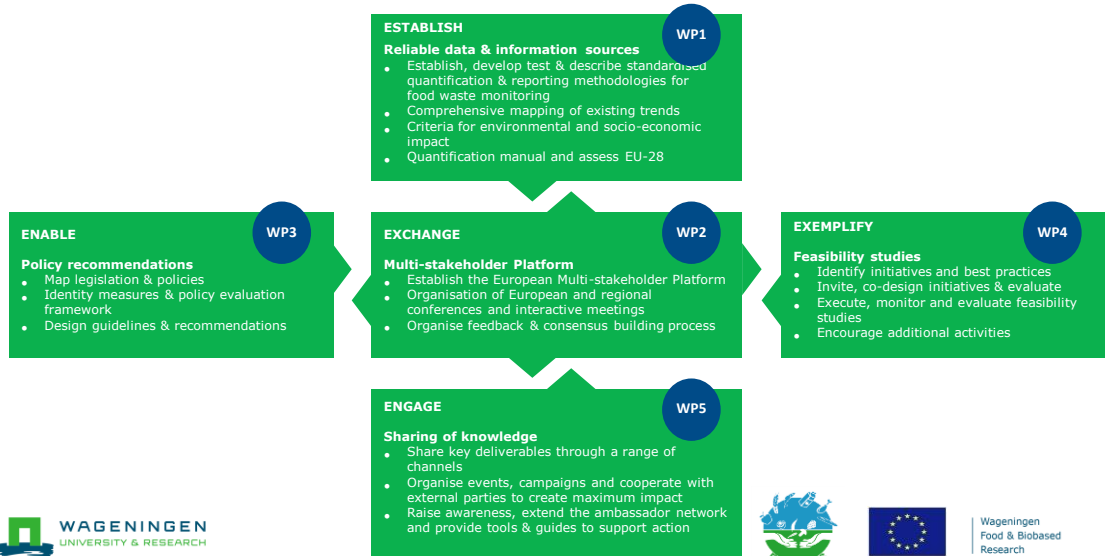 ESTABLISH
WP1
Reliable data & information sources
• Establish, develop test & describe standardised
quantification & reporting methodologies for
food waste monitoring
• Comprehensive mapping of existing trends
• Criteria for environmental and socio-economic
impact
• Quantification manual and assess EU-28
ENABLE
WP3
Policy recommendations
• Map legislation & policies
• Identity measures & policy evaluation
framework
• Design guidelines & recommendations
EXCHANGE
WP2
Multi-stakeholder Platform
• Establish the European Multi-stakeholder Platform
• Organisation of European and regional
conferences and interactive meetings
• Organise feedback & consensus building process
EXEMPLIFY
WP4
Feasibility studies
• Identify initiatives and best practices
• Invite, co-design initiatives & evaluate
• Execute, monitor and evaluate feasibility
studies
• Encourage additional activities
ENGAGE
WP5
Sharing of knowledge
• Share key deliverables through a range of
channels
• Organise events, campaigns and cooperate with
external parties to create maximum impact
• Raise awareness, extend the ambassador network
and provide tools & guides to support action
WAGENINGEN
UNIVERSITY & RESEARCH
Wageningen
Food & Biobased
Research